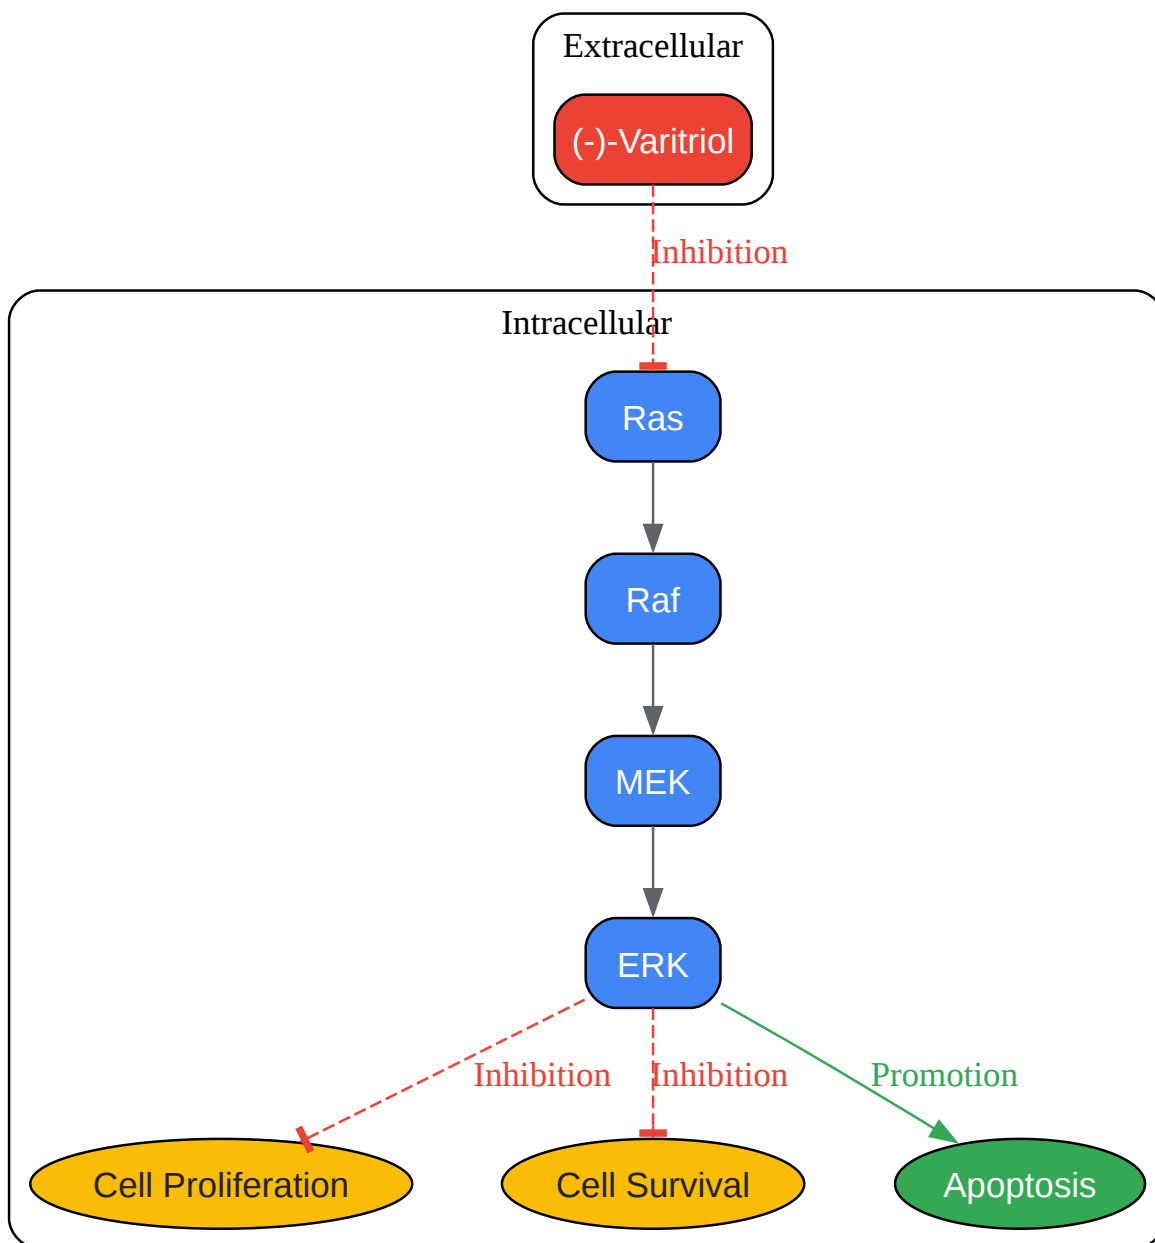 Extracellular
(-)-Varitriol
Inhibition
Intracellular
Ras
Raf
MEK
ERK
Inhibition
Inhibition
Promotion
Cell Proliferation
Cell Survival
Apoptosis